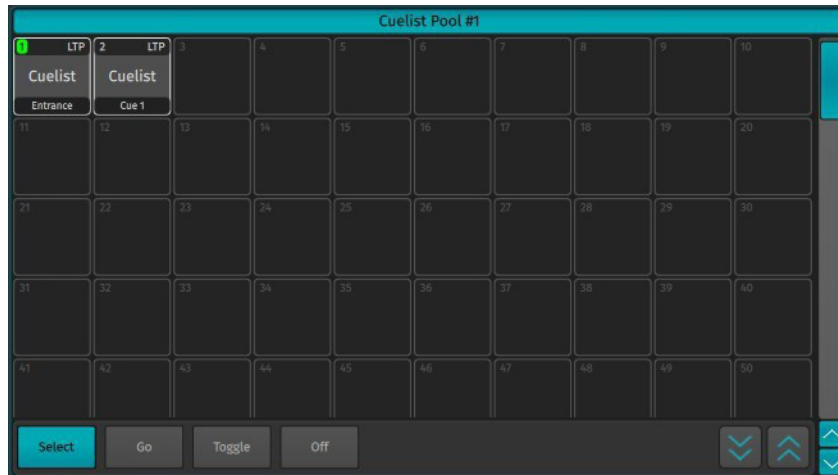 Cuelist Pool #1
1 LTP 2 LTP 3 4 5 6 7 8 9 10
Cuelist Cuelist
Entrance Cue 1
11 12 13 14 15 16 17 18 19 20
21 22 23 24 25 26 27 28 29 30
31 32 33 34 35 36 37 38 39 40
41 42 43 44 45 46 47 48 49 50
Select Go Toggle Off